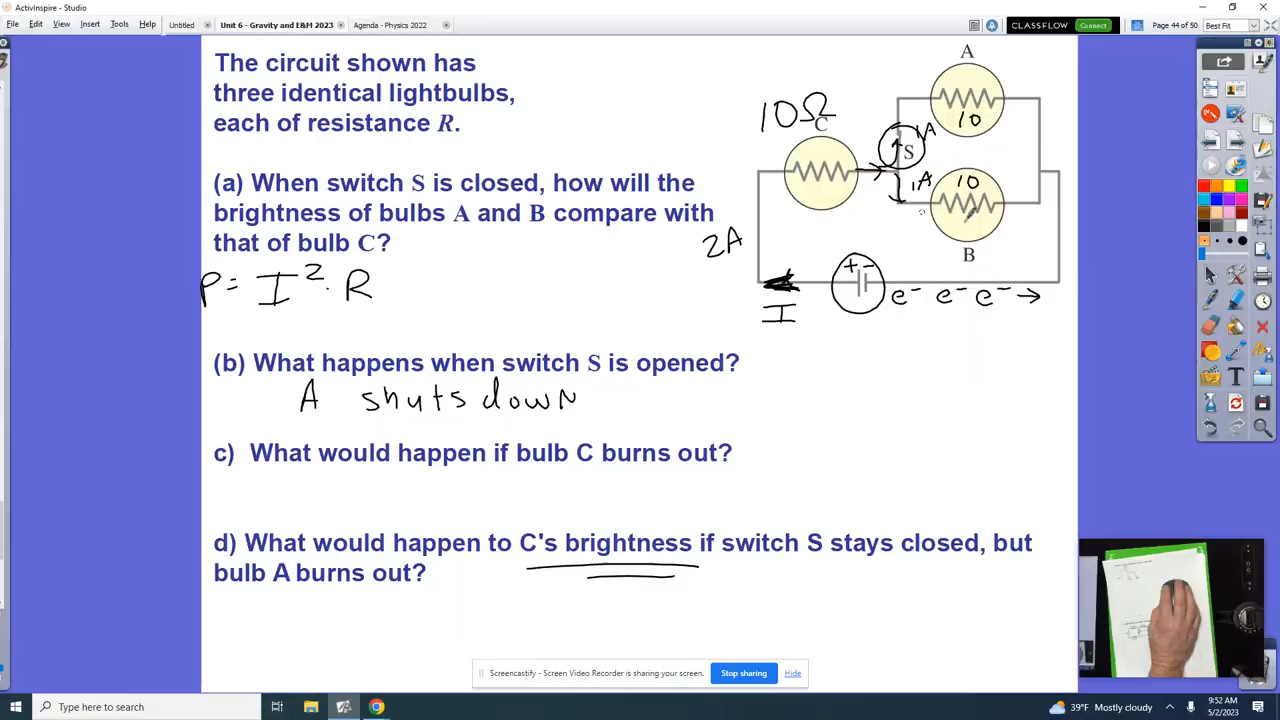 ActivInspire - Studio
File Edit View Insert Tools Help
Untitled
Unit 6 - Gravity and E&M 2023
Agenda - Physics 2022
CLASSFLOW Connect
Page 44 of 50
Best Fit
The circuit shown has
three identical lightbulbs,
each of resistance R.
(a) When switch S is closed, how will the
brightness of bulbs A and B compare with
that of bulb C?
P = I² · R
(b) What happens when switch S is opened?
A shuts down
c) What would happen if bulb C burns out?
d) What would happen to C's brightness if switch S stays closed, but
bulb A burns out?
A
10
10Ω
C
1A
S
1A
10
B
2A
I
+ -
e- e- e- →
Screencastify - Screen Video Recorder is sharing your screen.
Stop sharing
Hide
Type here to search
39°F Mostly cloudy
9:52 AM
5/2/2023